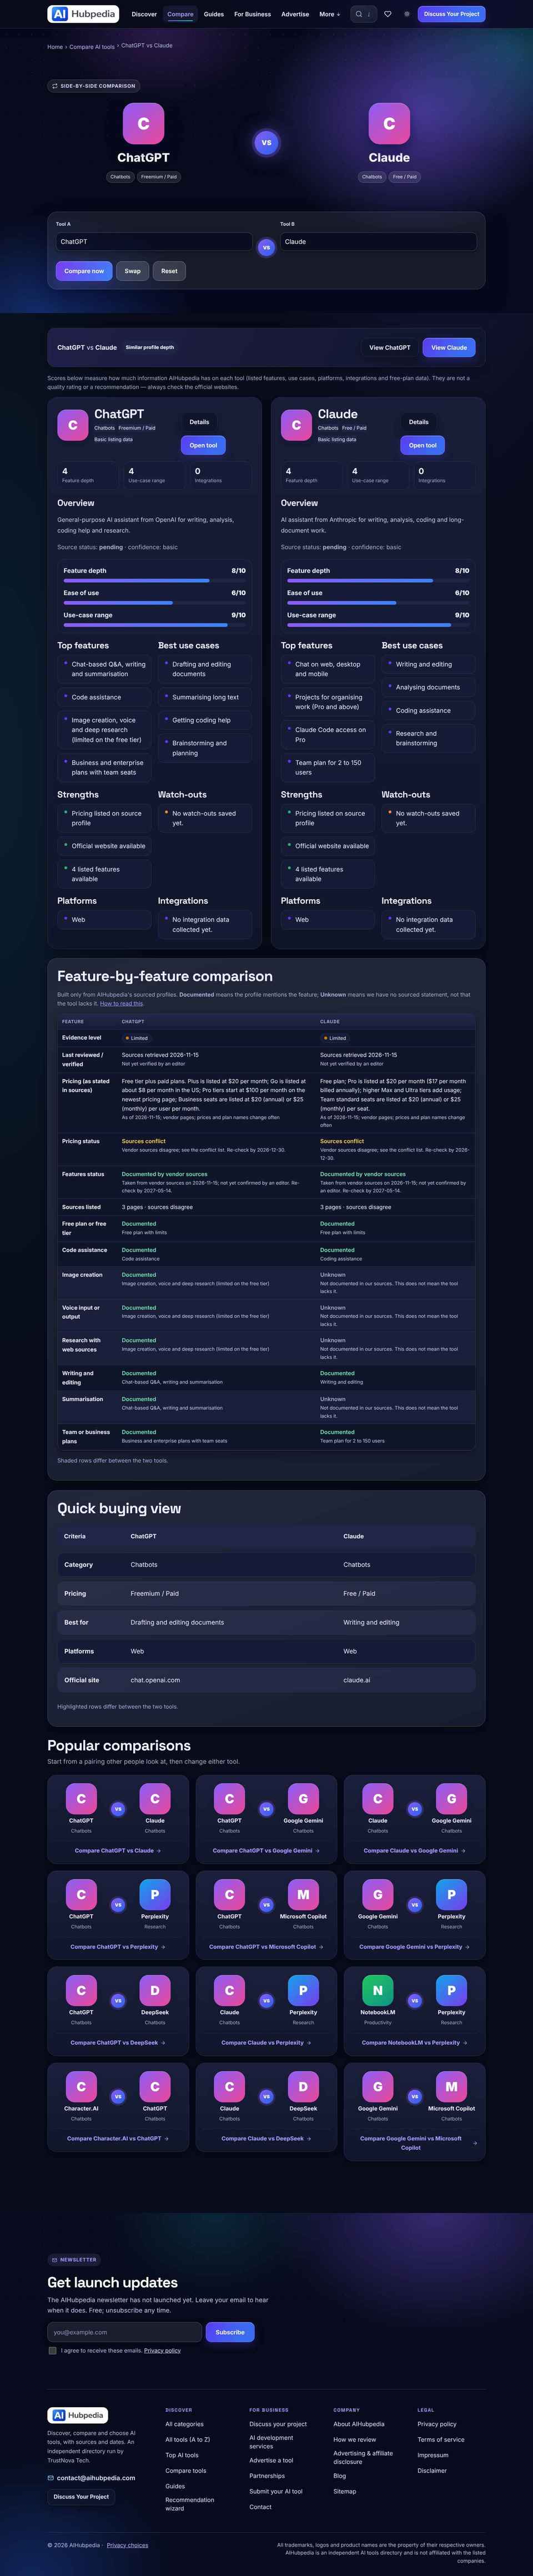 AI Hubpedia
Discover
Compare
Guides
For Business
Advertise
More +
/
Discuss Your Project
Home › Compare AI tools › ChatGPT vs Claude
SIDE-BY-SIDE COMPARISON
C
VS
C
ChatGPT
Claude
Chatbots Freemium / Paid
Chatbots Free / Paid
Tool A
ChatGPT
VS
Tool B
Claude
Compare now
Swap
Reset
ChatGPT vs Claude Similar profile depth
View ChatGPT
View Claude
Scores below measure how much information AIHubpedia has on each tool (listed features, use cases, platforms, integrations and free-plan data). They are not a
quality rating or a recommendation — always check the official websites.
C
ChatGPT
Chatbots Freemium / Paid
Basic listing data
Details
Open tool
4
Feature depth
4
Use-case range
0
Integrations
Overview
General-purpose AI assistant from OpenAI for writing, analysis,
coding help and research.
Source status: pending · confidence: basic
Feature depth 8/10
Ease of use 6/10
Use-case range 9/10
Top features
Chat-based Q&A, writing
and summarisation
Code assistance
Image creation, voice
and deep research
(limited on the free tier)
Business and enterprise
plans with team seats
Best use cases
Drafting and editing
documents
Summarising long text
Getting coding help
Brainstorming and
planning
Strengths
Pricing listed on source
profile
Official website available
4 listed features
available
Watch-outs
No watch-outs saved
yet.
Platforms
Web
Integrations
No integration data
collected yet.
C
Claude
Chatbots Free / Paid
Basic listing data
Details
Open tool
4
Feature depth
4
Use-case range
0
Integrations
Overview
AI assistant from Anthropic for writing, analysis, coding and long-
document work.
Source status: pending · confidence: basic
Feature depth 8/10
Ease of use 6/10
Use-case range 9/10
Top features
Chat on web, desktop
and mobile
Projects for organising
work (Pro and above)
Claude Code access on
Pro
Team plan for 2 to 150
users
Best use cases
Writing and editing
Analysing documents
Coding assistance
Research and
brainstorming
Strengths
Pricing listed on source
profile
Official website available
4 listed features
available
Watch-outs
No watch-outs saved
yet.
Platforms
Web
Integrations
No integration data
collected yet.
Feature-by-feature comparison
Built only from AIHubpedia's sourced profiles. Documented means the profile mentions the feature; Unknown means we have no sourced statement, not that
the tool lacks it. How to read this.
FEATURE CHATGPT CLAUDE
Evidence level
Limited
Limited
Last reviewed /
verified
Sources retrieved 2026-11-15
Not yet verified by an editor
Sources retrieved 2026-11-15
Not yet verified by an editor
Pricing (as stated
in sources)
Free tier plus paid plans. Plus is listed at $20 per month; Go is listed at
about $8 per month in the US; Pro tiers start at $100 per month on the
newest pricing page; Business seats are listed at $20 (annual) or $25
(monthly) per user per month.
As of 2026-11-15; vendor pages; prices and plan names change often
Free plan; Pro is listed at $20 per month ($17 per month
billed annually); higher Max and Ultra tiers add usage;
Team standard seats are listed at $20 (annual) or $25
(monthly) per seat.
As of 2026-11-15; vendor pages; prices and plan names change
often
Pricing status
Sources conflict
Vendor sources disagree; see the conflict list. Re-check by 2026-12-30.
Sources conflict
Vendor sources disagree; see the conflict list. Re-check by 2026-
12-30.
Features status
Documented by vendor sources
Taken from vendor sources on 2026-11-15; not yet confirmed by an editor. Re-
check by 2027-05-14.
Documented by vendor sources
Taken from vendor sources on 2026-11-15; not yet confirmed by
an editor. Re-check by 2027-05-14.
Sources listed
3 pages · sources disagree
3 pages · sources disagree
Free plan or free
tier
Documented
Free plan with limits
Documented
Free plan with limits
Code assistance
Documented
Code assistance
Documented
Coding assistance
Image creation
Documented
Image creation, voice and deep research (limited on the free tier)
Unknown
Not documented in our sources. This does not mean the tool
lacks it.
Voice input or
output
Documented
Image creation, voice and deep research (limited on the free tier)
Unknown
Not documented in our sources. This does not mean the tool
lacks it.
Research with
web sources
Documented
Image creation, voice and deep research (limited on the free tier)
Unknown
Not documented in our sources. This does not mean the tool
lacks it.
Writing and
editing
Documented
Chat-based Q&A, writing and summarisation
Documented
Writing and editing
Summarisation
Documented
Chat-based Q&A, writing and summarisation
Unknown
Not documented in our sources. This does not mean the tool
lacks it.
Team or business
plans
Documented
Business and enterprise plans with team seats
Documented
Team plan for 2 to 150 users
Shaded rows differ between the two tools.
Quick buying view
Criteria ChatGPT Claude
Category Chatbots Chatbots
Pricing Freemium / Paid Free / Paid
Best for Drafting and editing documents Writing and editing
Platforms Web Web
Official site chat.openai.com claude.ai
Highlighted rows differ between the two tools.
Popular comparisons
Start from a pairing other people look at, then change either tool.
C VS C
ChatGPT Claude
Chatbots Chatbots
Compare ChatGPT vs Claude →
C VS G
ChatGPT Google Gemini
Chatbots Chatbots
Compare ChatGPT vs Google Gemini →
C VS G
Claude Google Gemini
Chatbots Chatbots
Compare Claude vs Google Gemini →
C VS P
ChatGPT Perplexity
Chatbots Research
Compare ChatGPT vs Perplexity →
C VS M
ChatGPT Microsoft Copilot
Chatbots Chatbots
Compare ChatGPT vs Microsoft Copilot →
G VS P
Google Gemini Perplexity
Chatbots Research
Compare Google Gemini vs Perplexity →
C VS D
ChatGPT DeepSeek
Chatbots Chatbots
Compare ChatGPT vs DeepSeek →
C VS P
Claude Perplexity
Chatbots Research
Compare Claude vs Perplexity →
N VS P
NotebookLM Perplexity
Productivity Research
Compare NotebookLM vs Perplexity →
C VS C
Character.AI ChatGPT
Chatbots Chatbots
Compare Character.AI vs ChatGPT →
C VS D
Claude DeepSeek
Chatbots Chatbots
Compare Claude vs DeepSeek →
G VS M
Google Gemini Microsoft Copilot
Chatbots Chatbots
Compare Google Gemini vs Microsoft
Copilot →
NEWSLETTER
Get launch updates
The AIHubpedia newsletter has not launched yet. Leave your email to hear
when it does. Free; unsubscribe any time.
you@example.com
Subscribe
I agree to receive these emails. Privacy policy
AI Hubpedia
Discover, compare and choose AI
tools, with sources and dates. An
independent directory run by
TrustNova Tech.
contact@aihubpedia.com
Discuss Your Project
DISCOVER
All categories
All tools (A to Z)
Top AI tools
Compare tools
Guides
Recommendation
wizard
FOR BUSINESS
Discuss your project
AI development
services
Advertise a tool
Partnerships
Submit your AI tool
Contact
COMPANY
About AIHubpedia
How we review
Advertising & affiliate
disclosure
Blog
Sitemap
LEGAL
Privacy policy
Terms of service
Impressum
Disclaimer
© 2026 AIHubpedia · Privacy choices
All trademarks, logos and product names are the property of their respective owners.
AIHubpedia is an independent AI tools directory and is not affiliated with the listed
companies.